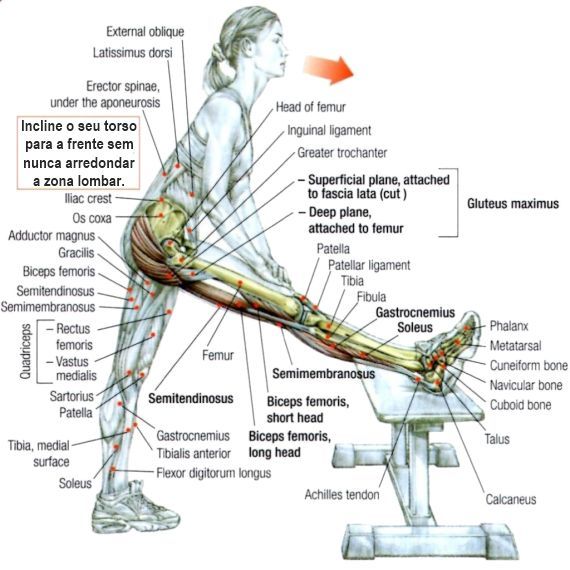 External oblique
Latissimus dorsi
Erector spinae,
under the aponeurosis
Incline o seu torso
para a frente sem
nunca arredondar
a zona lombar.
Iliac crest
Os coxa
Adductor magnus
Gracilis
Biceps femoris
Semitendinosus
Semimembranosus
Quadriceps
Rectus
femoris
Vastus
medialis
Sartorius
Patella
Tibia, medial
surface
Soleus
Head of femur
Inguinal ligament
Greater trochanter
– Superficial plane, attached
to fascia lata (cut )
– Deep plane,
attached to femur
Gluteus maximus
Patella
Patellar ligament
Tibia
Fibula
Gastrocnemius
Soleus
Phalanx
Metatarsal
Cuneiform bone
Navicular bone
Cuboid bone
Talus
Calcaneus
Achilles tendon
Femur
Semimembranosus
Semitendinosus
Biceps femoris,
short head
Biceps femoris,
long head
Gastrocnemius
Tibialis anterior
Flexor digitorum longus